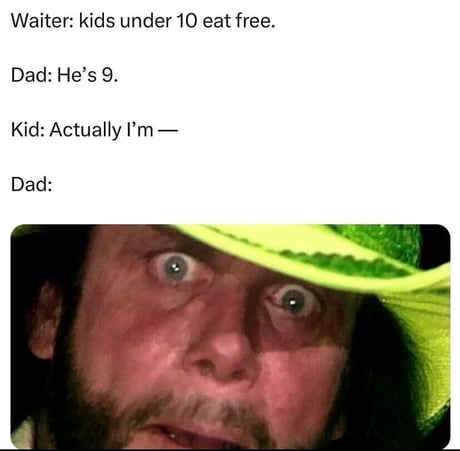 Waiter: kids under 10 eat free.
Dad: He’s 9.
Kid: Actually I’m —
Dad: